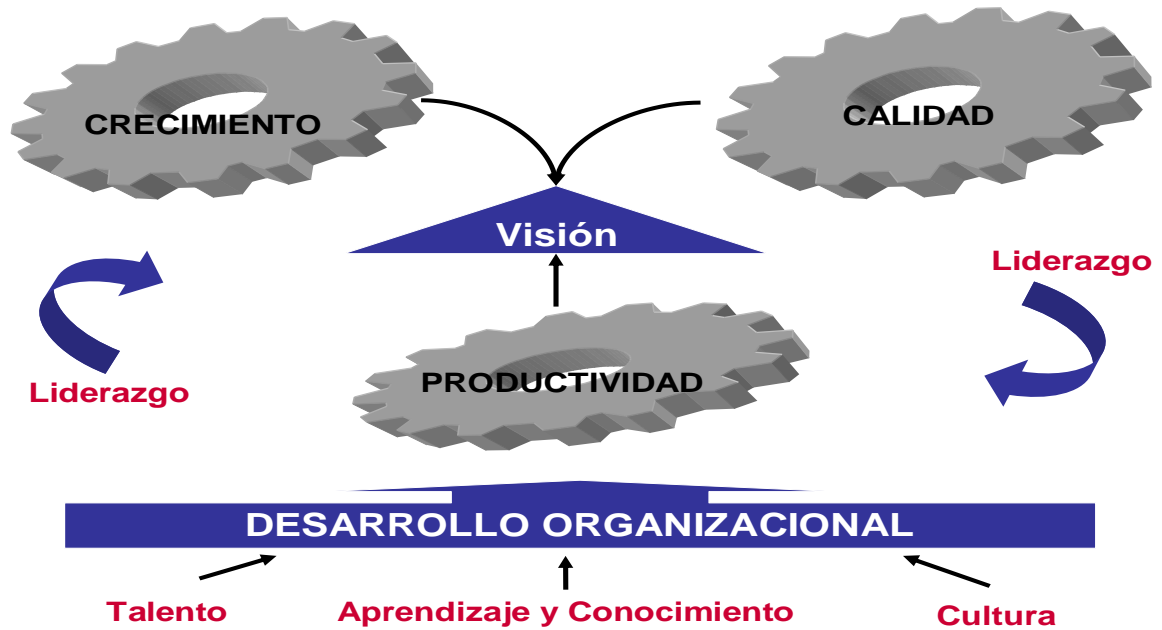 CRECIMIENTO
CALIDAD
Visión
Liderazgo
Liderazgo
PRODUCTIVIDAD
DESARROLLO ORGANIZACIONAL
Talento
Aprendizaje y Conocimiento
Cultura